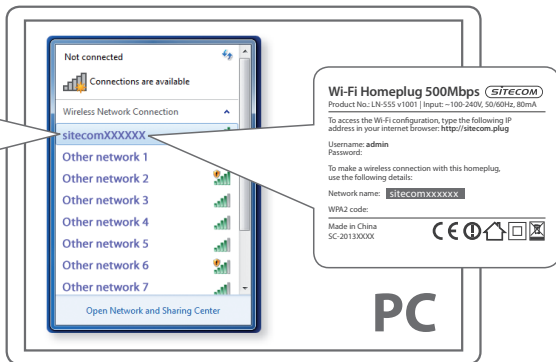 Not connected
Connections are available
Wireless Network Connection
sitecomXXXXXX
Other network 1
Other network 2
Other network 3
Other network 4
Other network 5
Other network 6
Other network 7
Open Network and Sharing Center
Wi-Fi Homeplug 500Mbps SITECOM
Product No.: LN-555 v1001 | Input: ~100-240V, 50/60Hz, 80mA
To access the Wi-Fi configuration, type the following IP
address in your internet browser: http://sitecom.plug
Username: admin
Password:
To make a wireless connection with this homeplug,
use the following details:
Network name: sitecomxxxxxx
WPA2 code:
Made in China
SC-2013XXXX
CE
PC